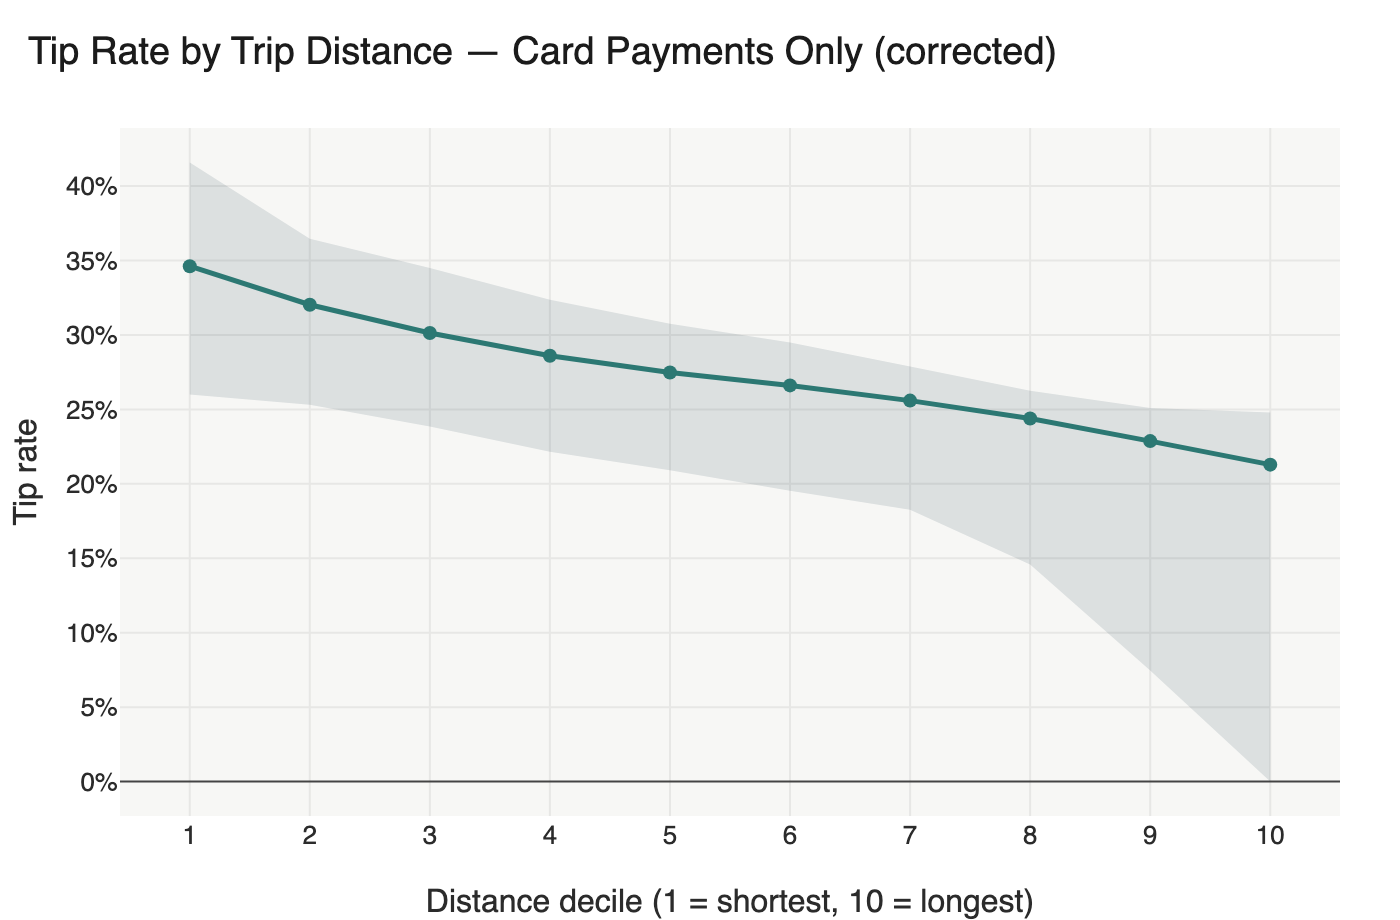 Tip Rate by Trip Distance — Card Payments Only (corrected)
40%
35%
30%
25%
20%
15%
10%
5%
0%
Tip rate
1 2 3 4 5 6 7 8 9 10
Distance decile (1 = shortest, 10 = longest)